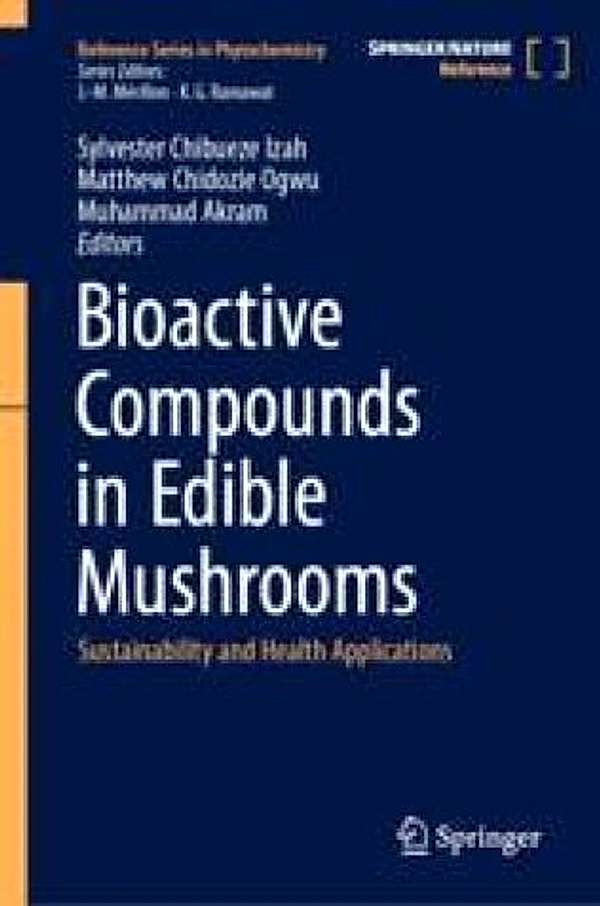 Reference Series in Phytochemistry
Series Editors:
J.-M. Mérillon · K. G. Ramawat
SPRINGER NATURE
Reference
Sylvester Chibueze Izah
Matthew Chidozie Ogwu
Muhammad Akram
Editors
Bioactive
Compounds
in Edible
Mushrooms
Sustainability and Health Applications
Springer